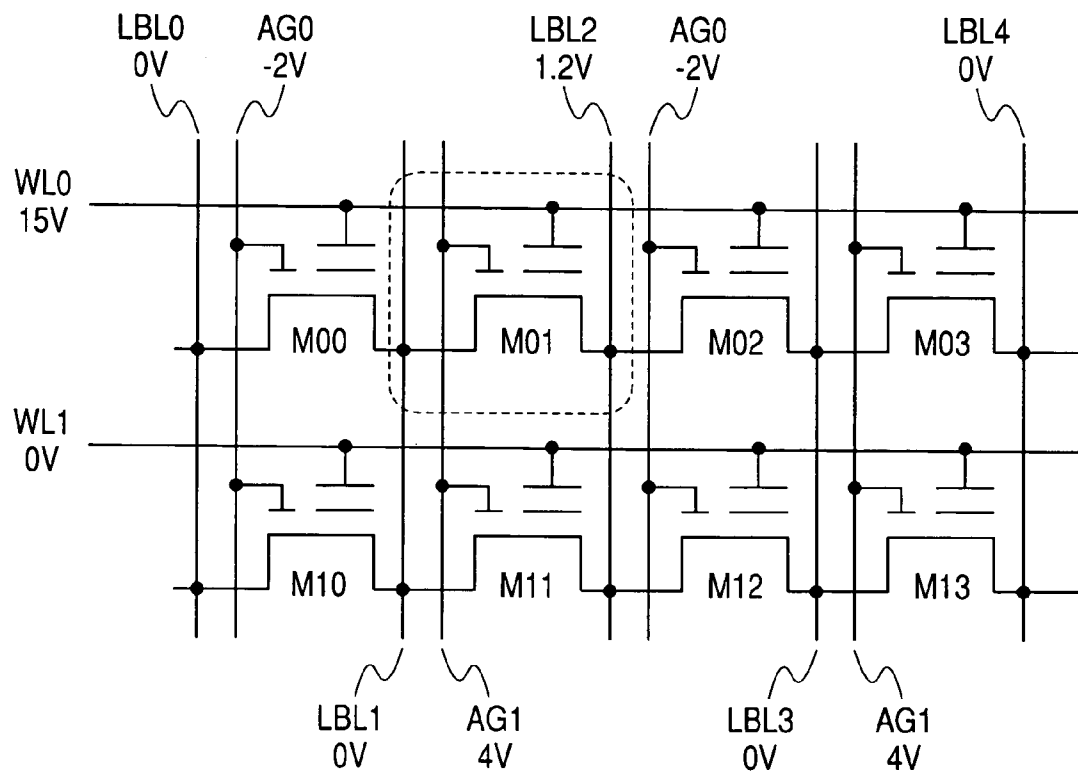 LBL0
0V
AG0
-2V
LBL2
1.2V
AG0
-2V
LBL4
0V
WL0
15V
M00
M01
M02
M03
WL1
0V
M10
M11
M12
M13
LBL1
0V
AG1
4V
LBL3
0V
AG1
4V